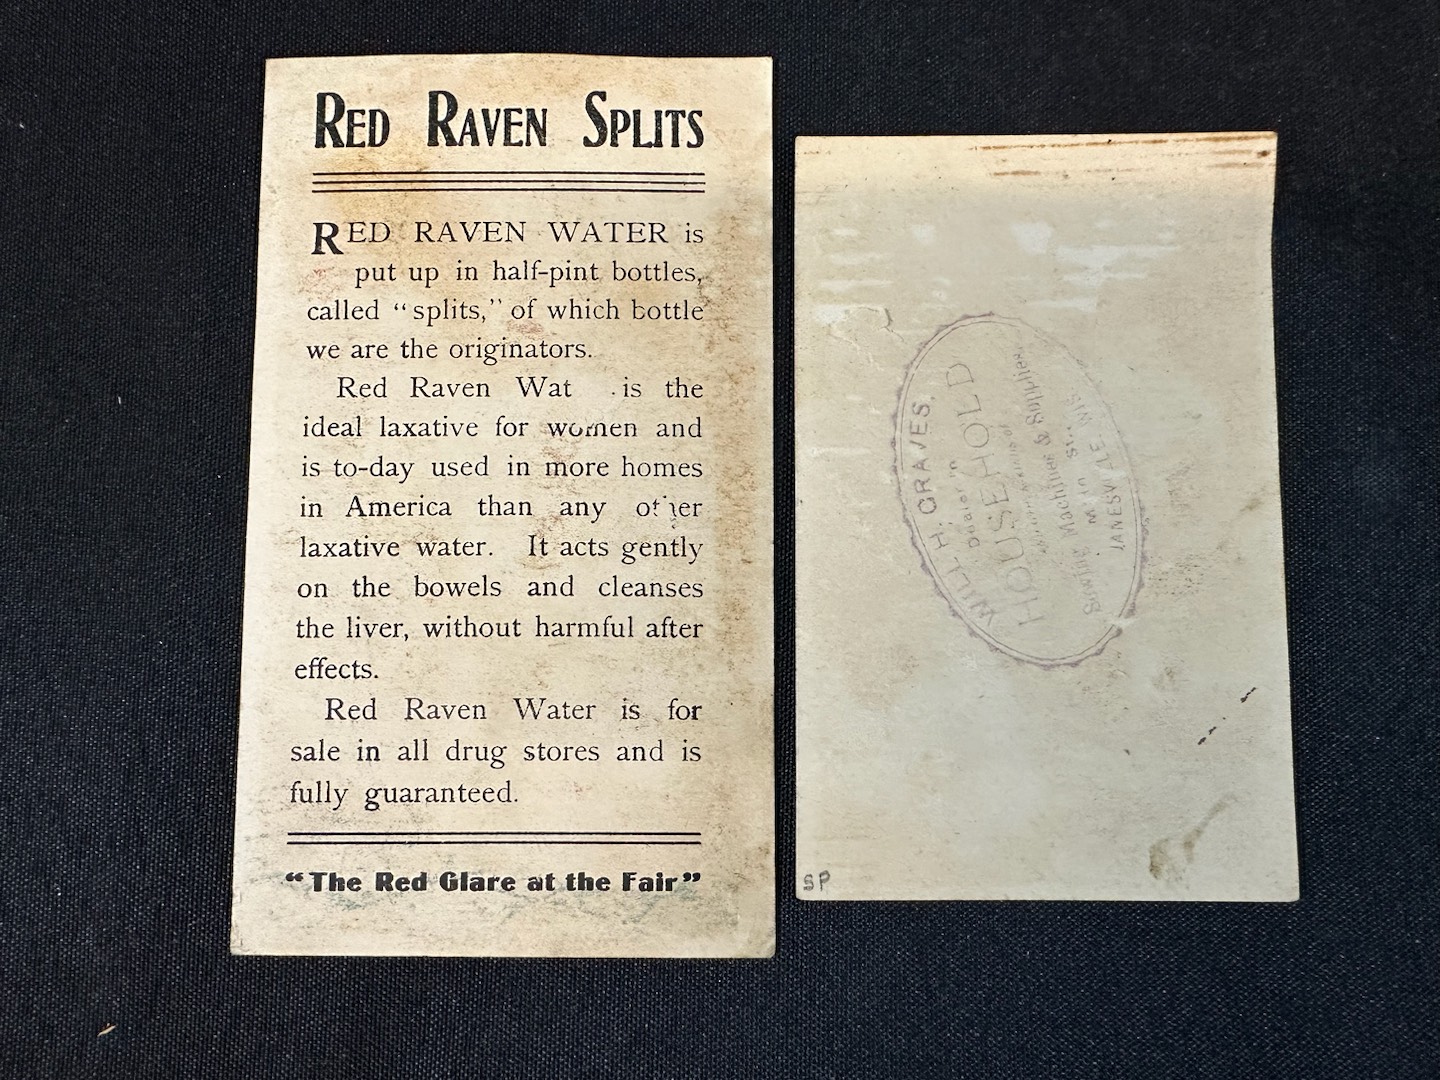 RED RAVEN SPLITS
RED RAVEN WATER is
put up in half-pint bottles,
called "splits," of which bottle
we are the originators.
Red Raven Wat is the
ideal laxative for women and
is to-day used in more homes
in America than any other
laxative water. It acts gently
on the bowels and cleanses
the liver, without harmful after
effects.
Red Raven Water is for
sale in all drug stores and is
fully guaranteed.
"The Red Glare at the Fair"
WILL H. GRAVES,
Dealer in
HOUSEHOLD
Sewing Machines & Supplies.
Main St.,
JANESVILLE WIS
SP